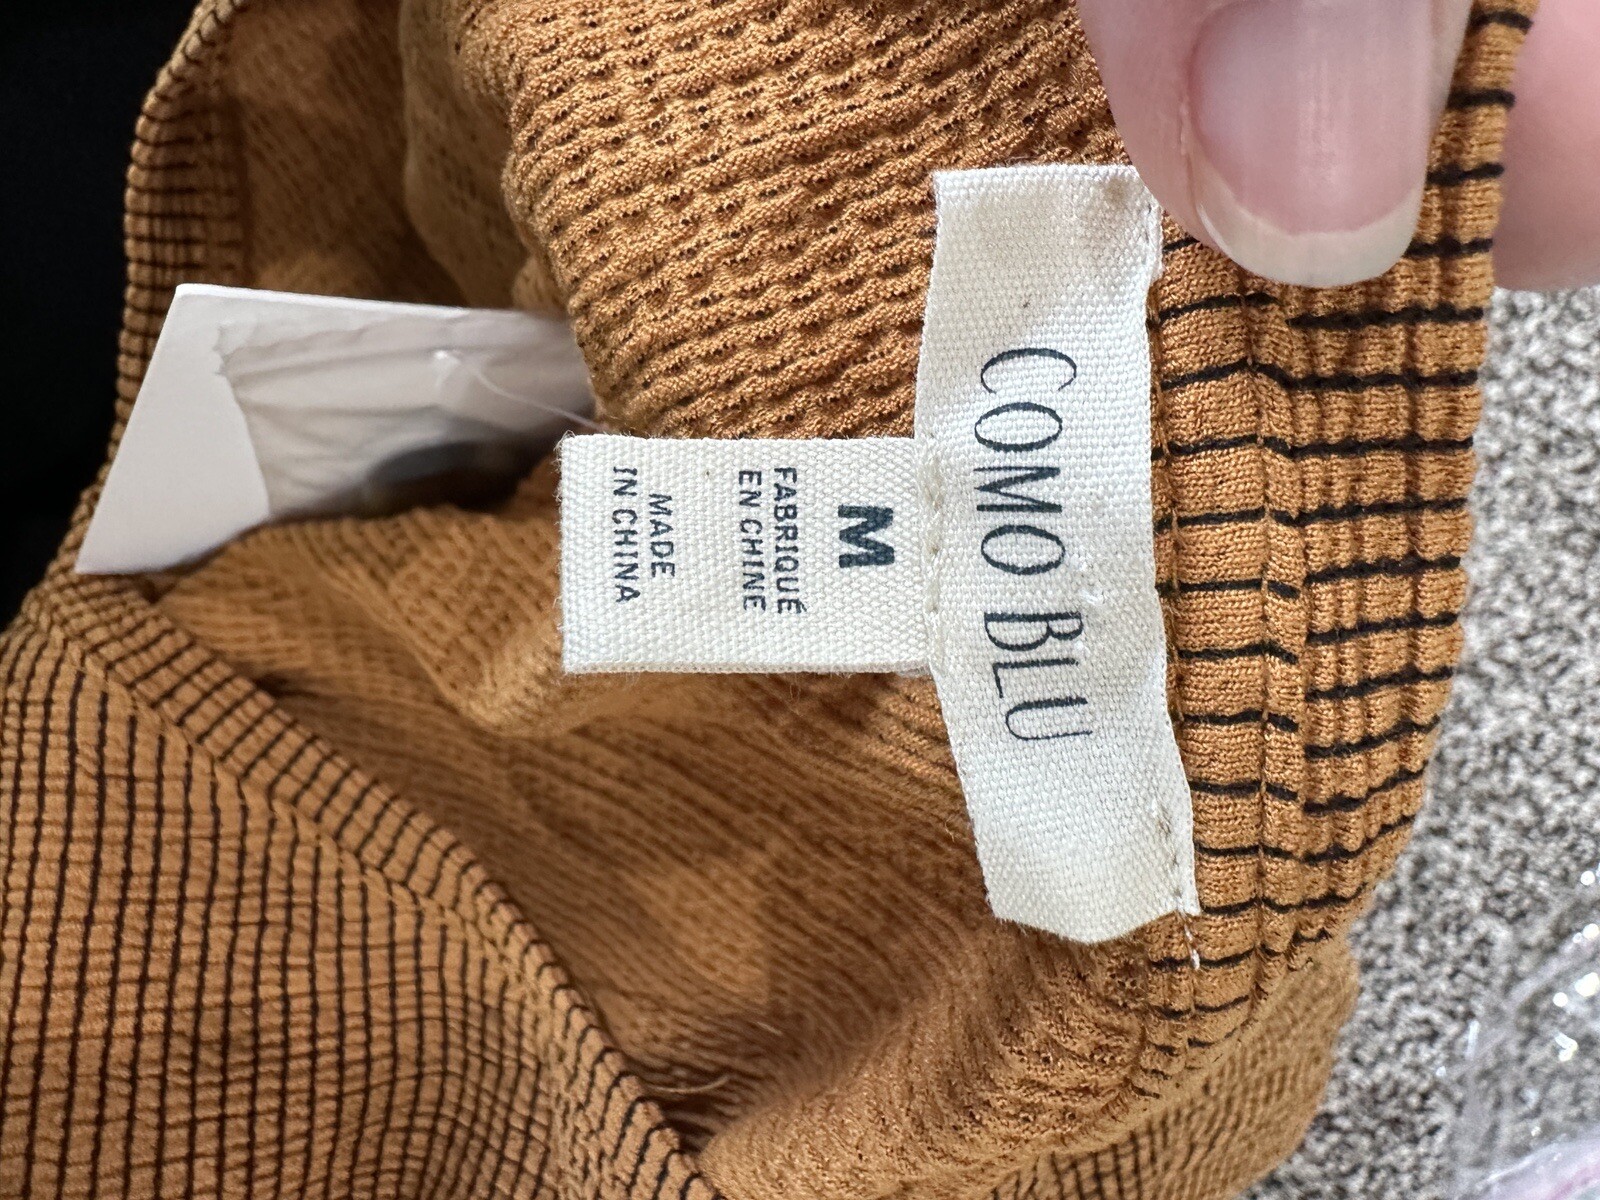 COMO BLU
M
FABRIQUÉ
EN CHINE
MADE
IN CHINA